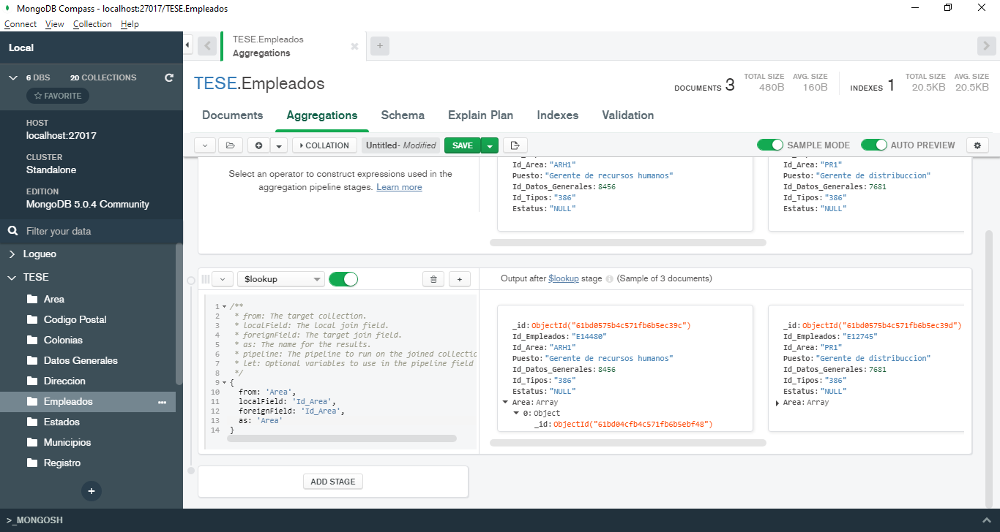 MongoDB Compass - localhost:27017/TESE.Empleados
Connect View Collection Help
Local
6 DBS 20 COLLECTIONS
FAVORITE
HOST
localhost:27017
CLUSTER
Standalone
EDITION
MongoDB 5.0.4 Community
Filter your data
Logueo
TESE
Area
Codigo Postal
Colonias
Datos Generales
Direccion
Empleados
Estados
Municipios
Registro
+
>_MONGOSH
TESE.Empleados
Aggregations
+
TESE.Empleados
DOCUMENTS 3
TOTAL SIZE
480B
AVG. SIZE
160B
INDEXES 1
TOTAL SIZE
20.5KB
AVG. SIZE
20.5KB
Documents Aggregations Schema Explain Plan Indexes Validation
COLLATION Untitled- Modified SAVE SAMPLE MODE AUTO PREVIEW
Select an operator to construct expressions used in the
aggregation pipeline stages. Learn more
Id_Area: "ARH1"
Puesto: "Gerente de recursos humanos"
Id_Datos_Generales: 8456
Id_Tipos: "386"
Estatus: "NULL"
Id_Area: "PR1"
Puesto: "Gerente de distribuccion"
Id_Datos_Generales: 7681
Id_Tipos: "386"
Estatus: "NULL"
$lookup
+
Output after $lookup stage (Sample of 3 documents)
1 /**
2 * from: The target collection.
3 * localField: The local join field.
4 * foreignField: The target join field.
5 * as: The name for the results.
6 * pipeline: The pipeline to run on the joined collectio
7 * let: Optional variables to use in the pipeline field
8 */
9 {
10 from: 'Area',
11 localField: 'Id_Area',
12 foreignField: 'Id_Area',
13 as: 'Area'
14 }
_id: ObjectId("61bd0575b4c571fb6b5ec39c")
Id_Empleados: "E14480"
Id_Area: "ARH1"
Puesto: "Gerente de recursos humanos"
Id_Datos_Generales: 8456
Id_Tipos: "386"
Estatus: "NULL"
Area: Array
0: Object
_id: ObjectId("61bd04cfb4c571fb6b5ebf48")
_id: ObjectId("61bd0575b4c571fb6b5ec39d")
Id_Empleados: "E12745"
Id_Area: "PR1"
Puesto: "Gerente de distribuccion"
Id_Datos_Generales: 7681
Id_Tipos: "386"
Estatus: "NULL"
Area: Array
ADD STAGE